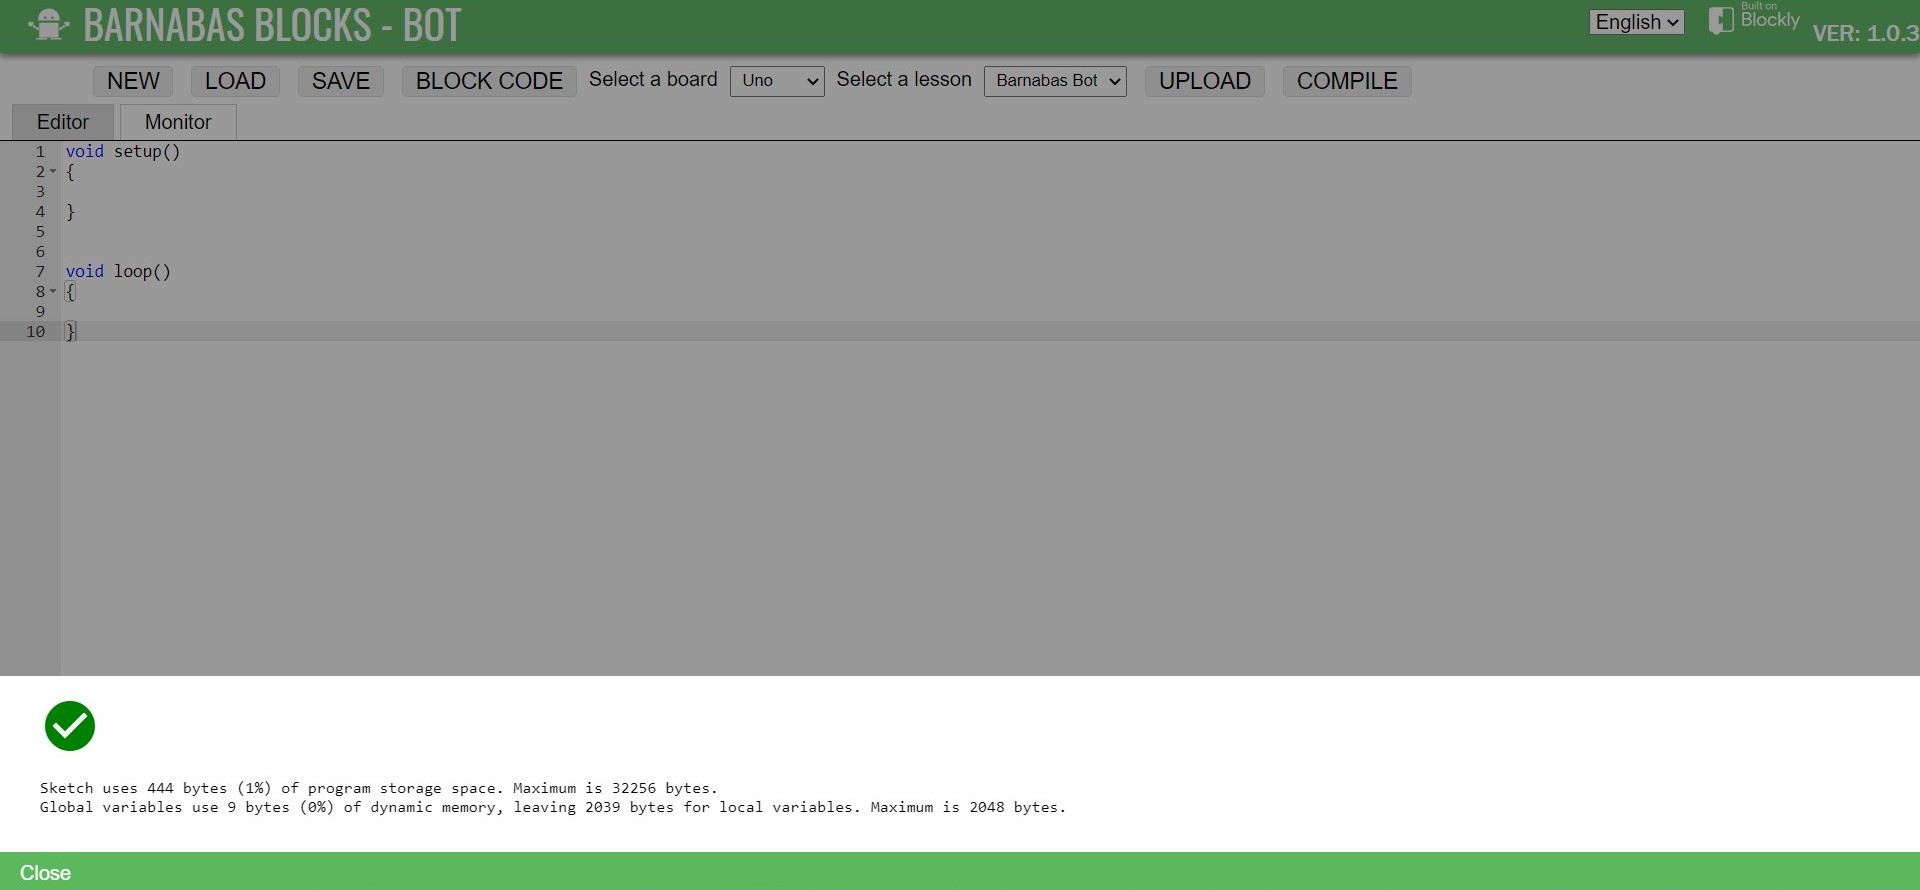 BARNABAS BLOCKS - BOT
English
Built on
Blockly
VER: 1.0.3
NEW LOAD SAVE BLOCK CODE Select a board Uno Select a lesson Barnabas Bot UPLOAD COMPILE
Editor Monitor
1 void setup()
2 {
3
4 }
5
6
7 void loop()
8 {
9
10 }
Sketch uses 444 bytes (1%) of program storage space. Maximum is 32256 bytes.
Global variables use 9 bytes (0%) of dynamic memory, leaving 2039 bytes for local variables. Maximum is 2048 bytes.
Close